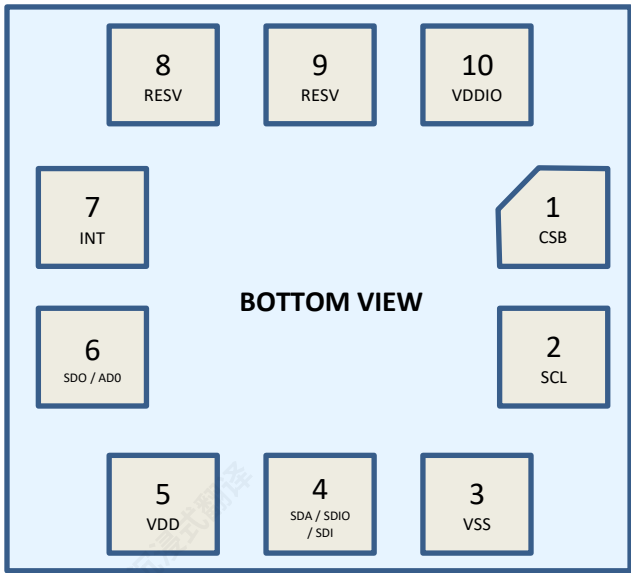 8
RESV
9
RESV
10
VDDIO
7
INT
1
CSB
BOTTOM VIEW
6
SDO / AD0
2
SCL
5
VDD
4
SDA / SDIO
/ SDI
3
VSS